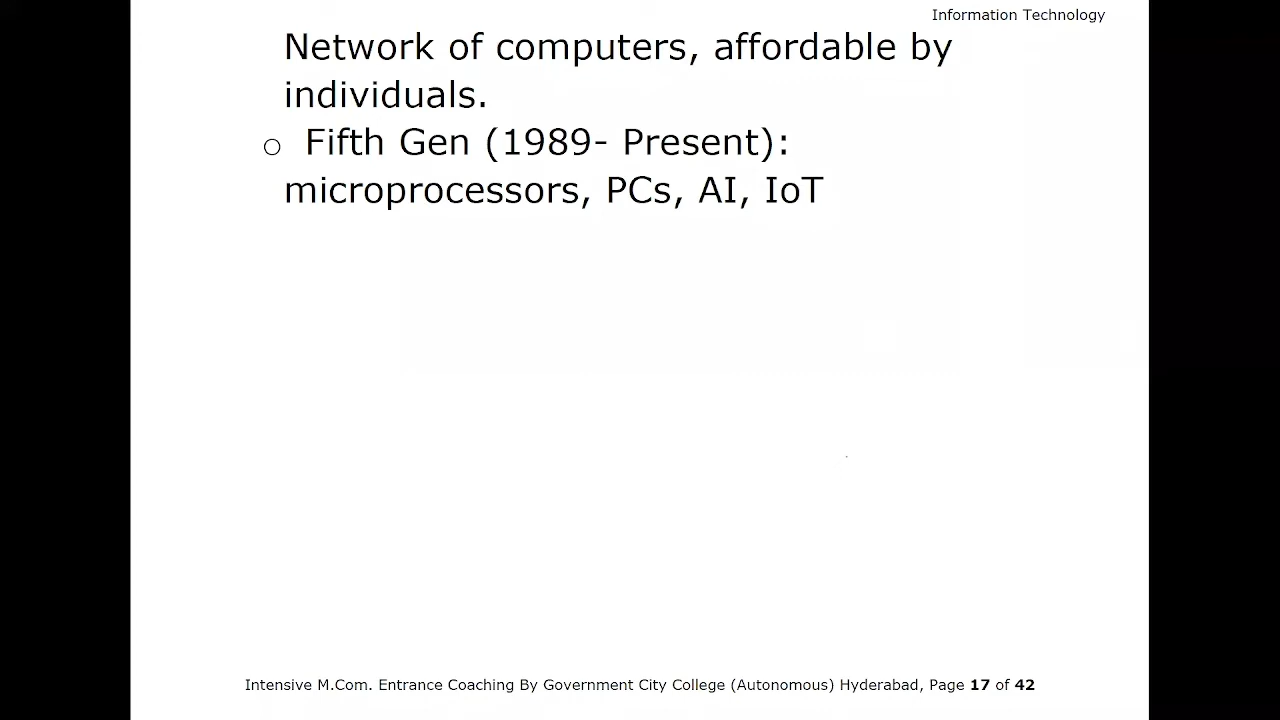 Information Technology
Network of computers, affordable by
individuals.
○ Fifth Gen (1989- Present):
microprocessors, PCs, AI, IoT
Intensive M.Com. Entrance Coaching By Government City College (Autonomous) Hyderabad, Page 17 of 42